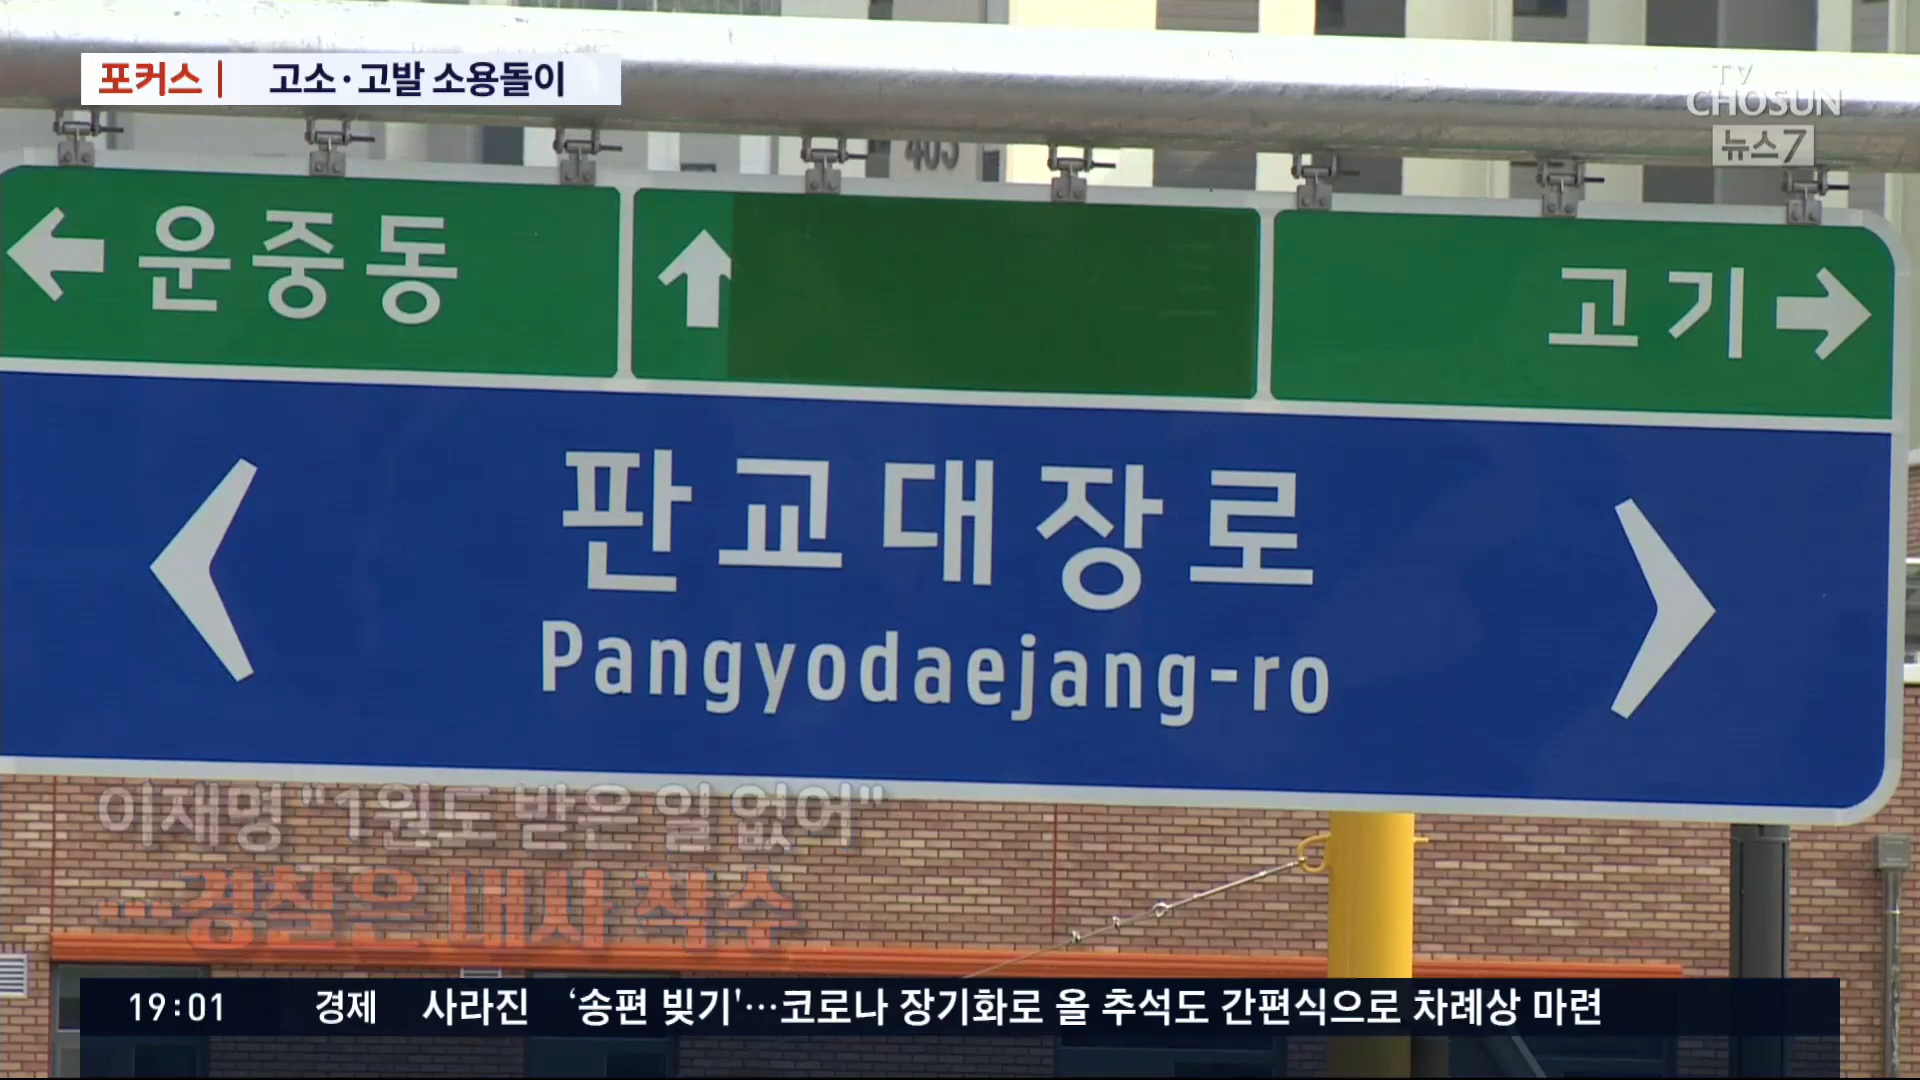 포커스 | 고소·고발 소용돌이
TV
CHOSUN
뉴스7
405
운중동
고기
판교대장로
Pangyodaejang-ro
이재명 "1원도 받은 일 없어"
…경찰은 내사 착수
19:01 경제 사라진 ‘송편 빚기'…코로나 장기화로 올 추석도 간편식으로 차례상 마련